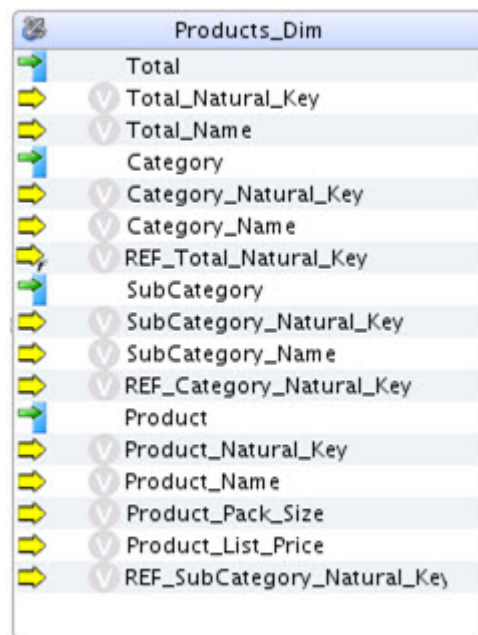 Products_Dim
Total
V Total_Natural_Key
V Total_Name
Category
V Category_Natural_Key
V Category_Name
V REF_Total_Natural_Key
SubCategory
V SubCategory_Natural_Key
V SubCategory_Name
V REF_Category_Natural_Key
Product
V Product_Natural_Key
V Product_Name
V Product_Pack_Size
V Product_List_Price
V REF_SubCategory_Natural_Key